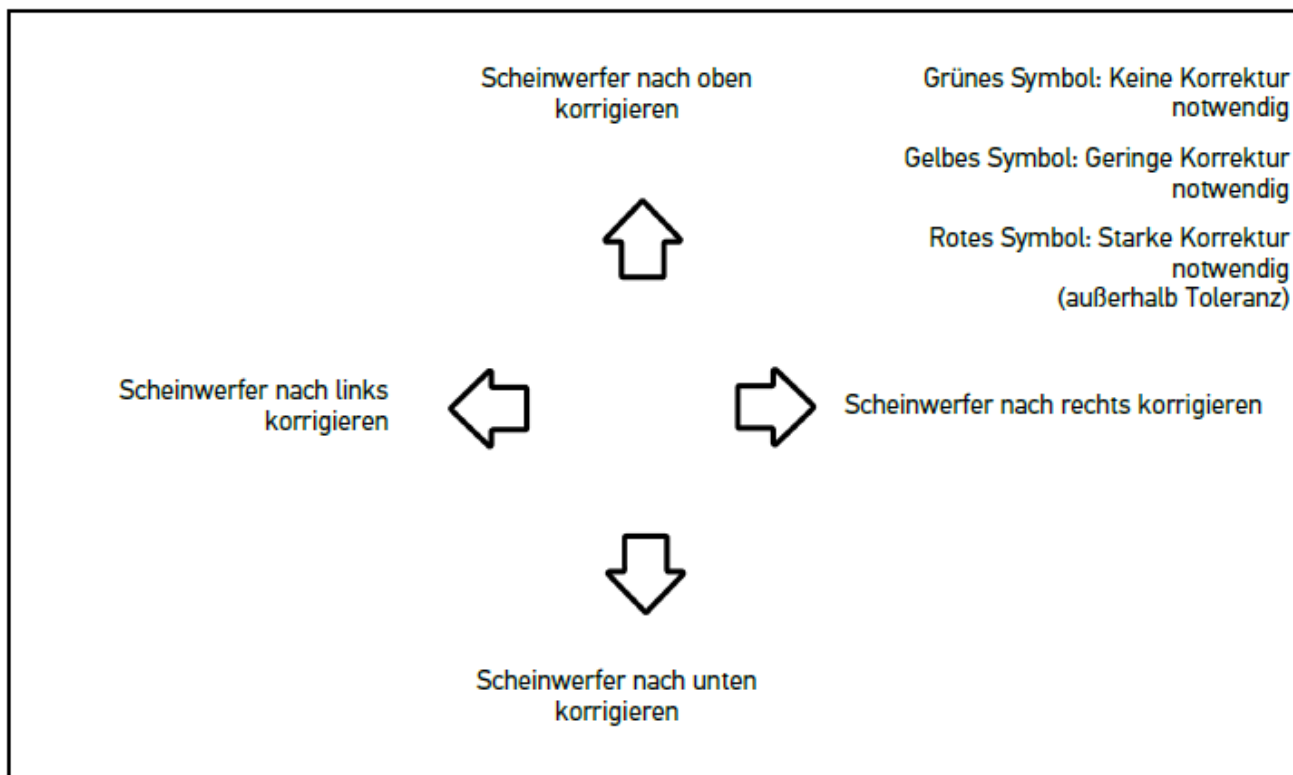 Scheinwerfer nach oben
korrigieren
Grünes Symbol: Keine Korrektur
notwendig
Gelbes Symbol: Geringe Korrektur
notwendig
Rotes Symbol: Starke Korrektur
notwendig
(außerhalb Toleranz)
Scheinwerfer nach links
korrigieren
Scheinwerfer nach rechts korrigieren
Scheinwerfer nach unten
korrigieren